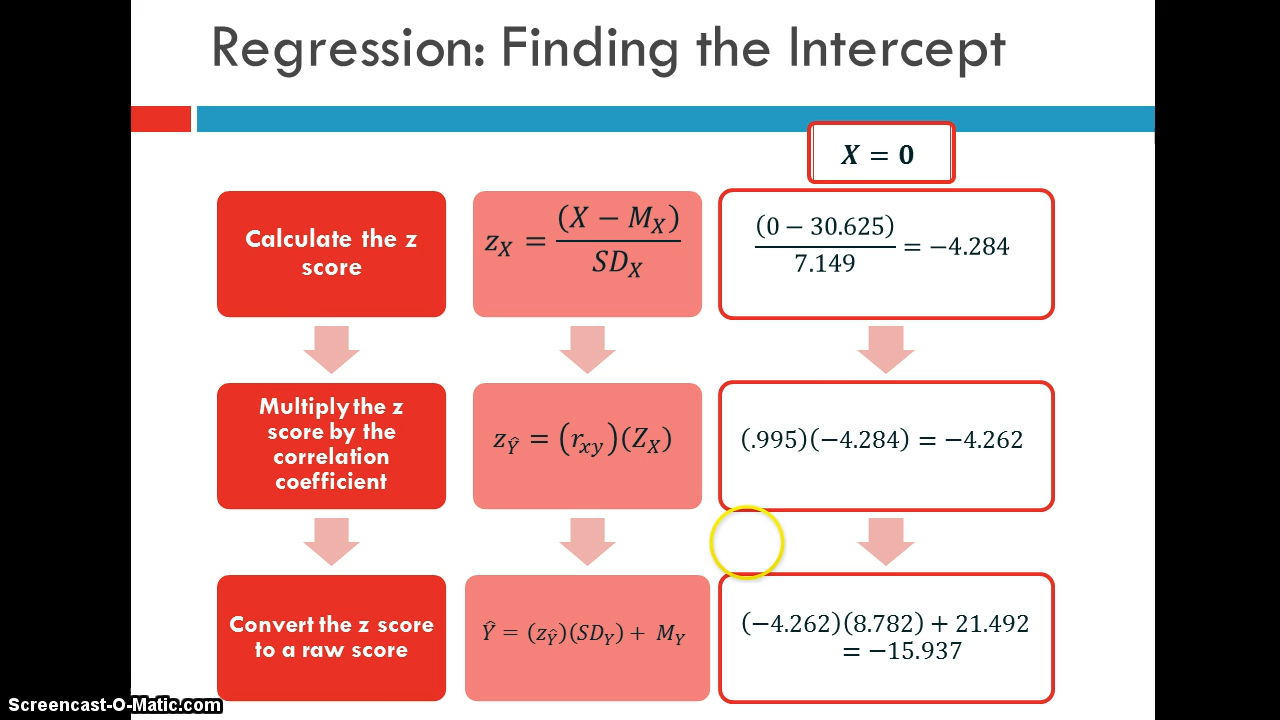 Regression: Finding the Intercept
X = 0
Calculate the z
score
z_X = (X − M_X) / SD_X
(0 − 30.625) / 7.149 = −4.284
Multiply the z
score by the
correlation
coefficient
z_Ŷ = (r_xy)(Z_X)
(.995)(−4.284) = −4.262
Convert the z score
to a raw score
Ŷ = (z_Ŷ)(SD_Y) + M_Y
(−4.262)(8.782) + 21.492
= −15.937
Screencast-O-Matic.com